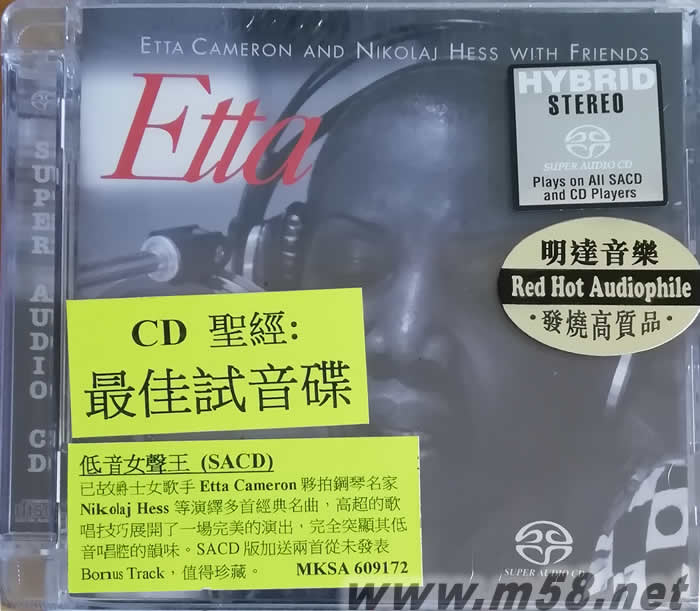 ETTA CAMERON AND NIKOLAJ HESS WITH FRIENDS
Etta
HYBRID
STEREO
SUPER AUDIO CD
Plays on All SACD
and CD Players
明達音樂
Red Hot Audiophile
·發燒高質品·
SUPER AUDIO CD
CD 聖經:
最佳試音碟
低音女聲王 (SACD)
已故爵士女歌手 Etta Cameron 夥拍鋼琴名家
Nikolaj Hess 等演繹多首經典名曲，高超的歌
唱技巧展開了一場完美的演出，完全突顯其低
音唱腔的韻味。SACD 版加送兩首從未發表
Bonus Track，值得珍藏。 MKSA 609172
SUPER AUDIO CD
www.m58.net